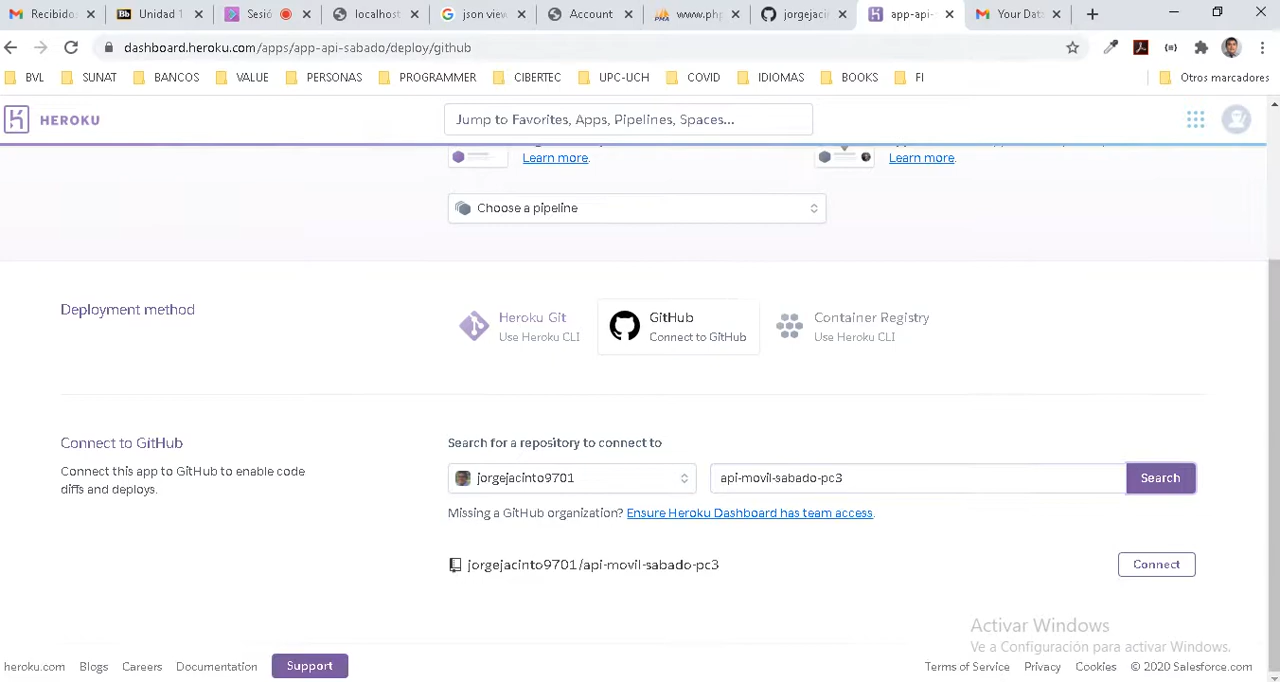 Recibido
Unidad 1
Sesió
localhost
json view
Account
www.php
jorgejacin
app-api-
Your Data
dashboard.heroku.com/apps/app-api-sabado/deploy/github
BVL SUNAT BANCOS VALUE PERSONAS PROGRAMMER CIBERTEC UPC-UCH COVID IDIOMAS BOOKS FI Otros marcadores
HEROKU
Jump to Favorites, Apps, Pipelines, Spaces...
Learn more.
Learn more.
Choose a pipeline
Deployment method
Heroku Git
Use Heroku CLI
GitHub
Connect to GitHub
Container Registry
Use Heroku CLI
Connect to GitHub
Connect this app to GitHub to enable code
diffs and deploys.
Search for a repository to connect to
jorgejacinto9701
api-movil-sabado-pc3
Search
Missing a GitHub organization? Ensure Heroku Dashboard has team access.
jorgejacinto9701/api-movil-sabado-pc3
Connect
Activar Windows
Ve a Configuración para activar Windows.
heroku.com Blogs Careers Documentation Support Terms of Service Privacy Cookies © 2020 Salesforce.com